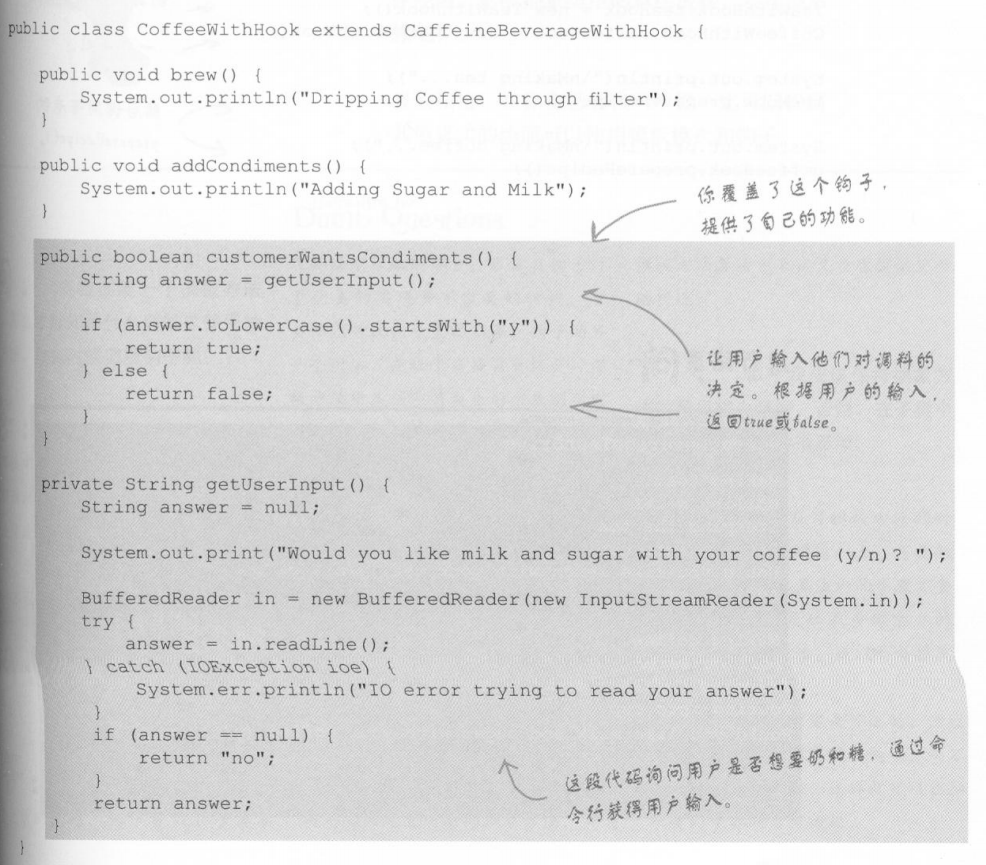 public class CoffeeWithHook extends CaffeineBeverageWithHook {
public void brew() {
System.out.println("Dripping Coffee through filter");
}
public void addCondiments() {
System.out.println("Adding Sugar and Milk");
}
你覆盖了这个钩子，
提供了自己的功能。
public boolean customerWantsCondiments() {
String answer = getUserInput();
if (answer.toLowerCase().startsWith("y")) {
return true;
} else {
return false;
}
}
让用户输入他们对调料的
决定。根据用户的输入，
返回true或false。
private String getUserInput() {
String answer = null;
System.out.print("Would you like milk and sugar with your coffee (y/n)? ");
BufferedReader in = new BufferedReader(new InputStreamReader(System.in));
try {
answer = in.readLine();
} catch (IOException ioe) {
System.err.println("IO error trying to read your answer");
}
if (answer == null) {
return "no";
}
return answer;
}
}
这段代码询问用户是否想要奶和糖，通过命
令行获得用户输入。